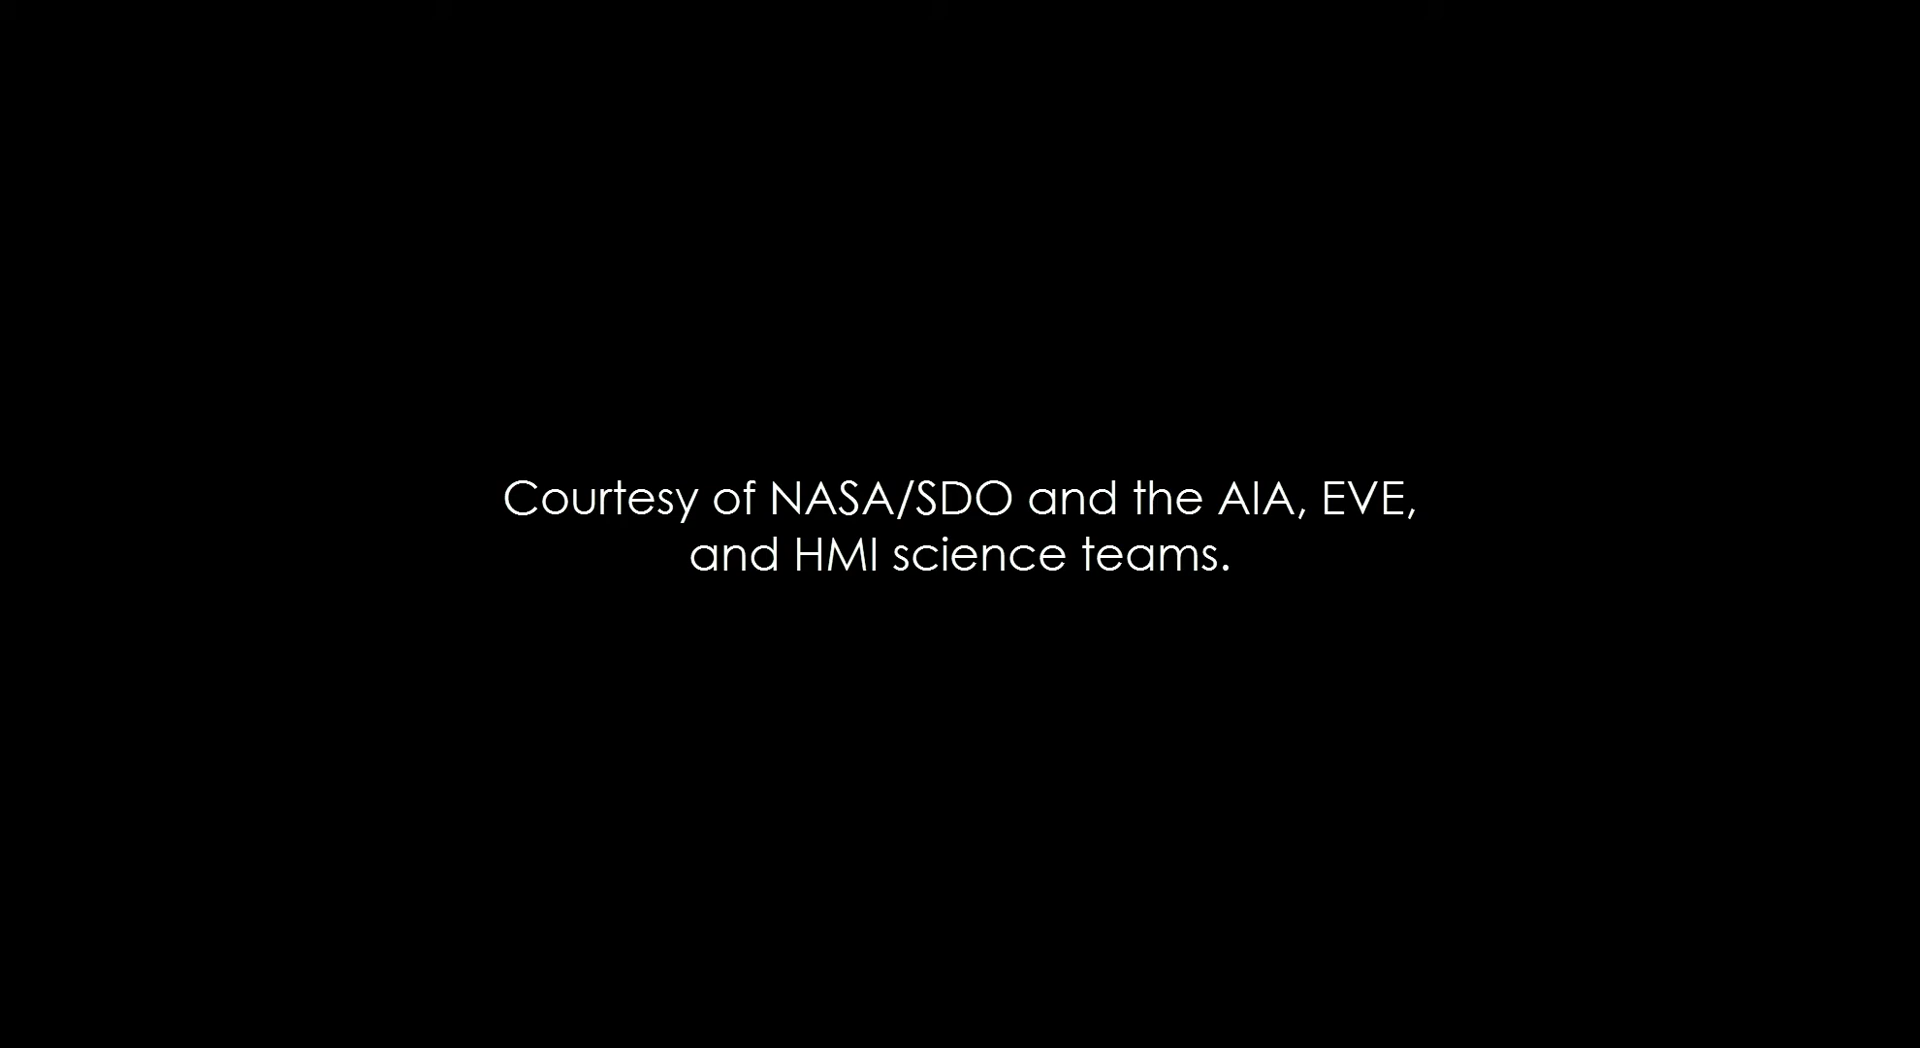 Courtesy of NASA/SDO and the AIA, EVE,
and HMI science teams.